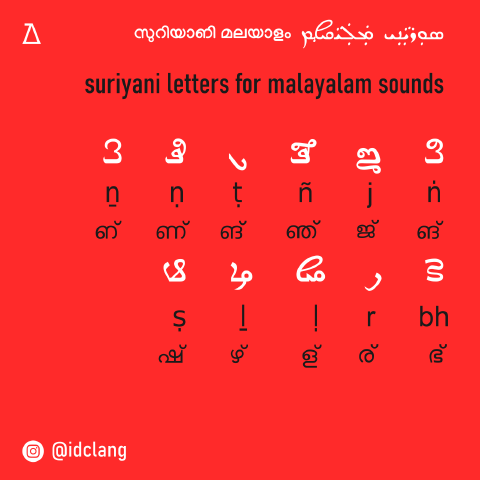 സുറിയാണി മലയാളം
suriyani letters for malayalam sounds
ࡠ ࡡ ࡢ ࡣ ࡤ ࡥ
ṉ ṇ ṭ ñ j ṅ
ണ് ണ് ങ് ഞ് ജ് ങ്
ࡦ ࡧ ࡨ ࡩ ࡪ
ṣ ḻ ḷ r bh
ഷ് ഴ് ള് ര് ഭ്
@idclang